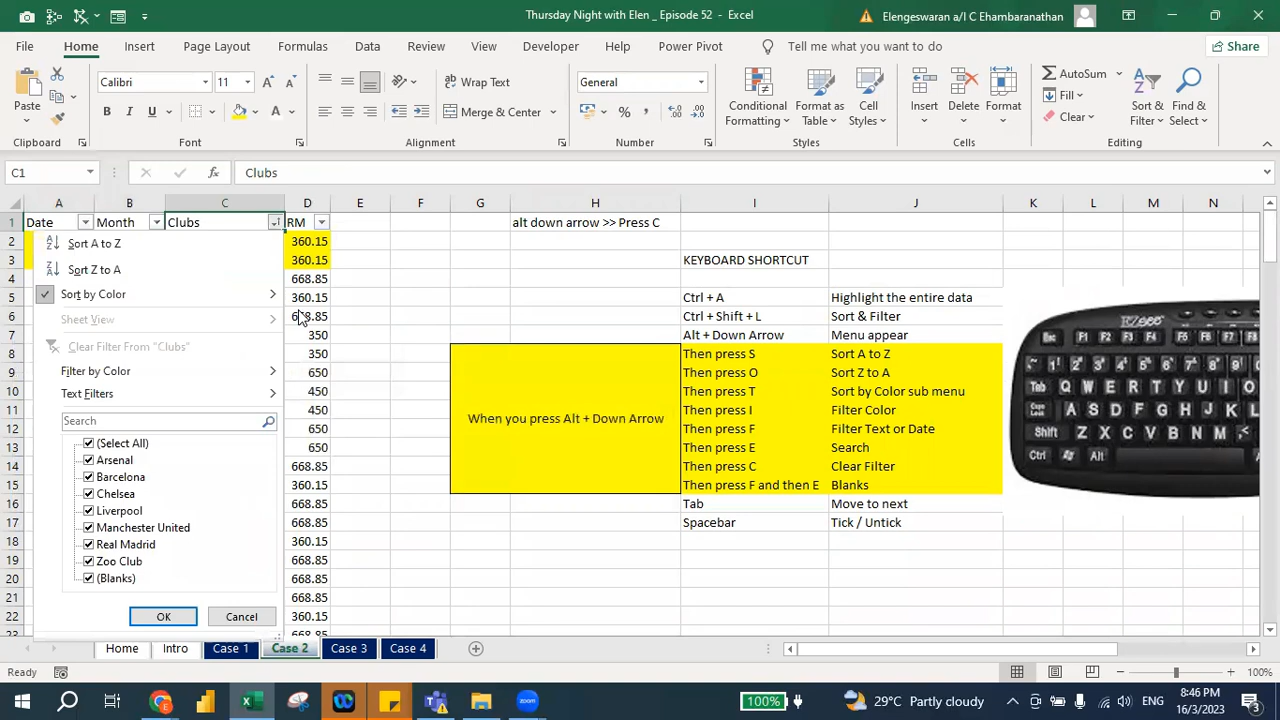 Thursday Night with Elen _ Episode 52 - Excel
Elengeswaran a/l I C Ehambaranathan
File Home Insert Page Layout Formulas Data Review View Developer Help Power Pivot Tell me what you want to do Share
Paste
Calibri 11
B I U
Wrap Text
Merge & Center
General
Conditional Formatting
Format as Table
Cell Styles
Insert Delete Format
AutoSum
Fill
Clear
Sort & Filter
Find & Select
Clipboard Font Alignment Number Styles Cells Editing
C1 fx Clubs
A B C D E F G H I J K L M N
1 Date Month Clubs RM alt down arrow >> Press C
2 360.15
3 360.15 KEYBOARD SHORTCUT
4 668.85
5 360.15 Ctrl + A Highlight the entire data
6 .85 Ctrl + Shift + L Sort & Filter
7 350 Alt + Down Arrow Menu appear
8 350 Then press S Sort A to Z
9 650 Then press O Sort Z to A
10 450 Then press T Sort by Color sub menu
11 450 Then press I Filter Color
When you press Alt + Down Arrow
12 650 Then press F Filter Text or Date
13 650 Then press E Search
14 668.85 Then press C Clear Filter
15 360.15 Then press F and then E Blanks
16 668.85 Tab Move to next
17 668.85 Spacebar Tick / Untick
18 360.15
19 668.85
20 668.85
21 668.85
22 360.15
23 668.85
Sort A to Z
Sort Z to A
Sort by Color
Sheet View
Clear Filter From "Clubs"
Filter by Color
Text Filters
Search
(Select All)
Arsenal
Barcelona
Chelsea
Liverpool
Manchester United
Real Madrid
Zoo Club
(Blanks)
OK Cancel
Home Intro Case 1 Case 2 Case 3 Case 4
Ready
100%
100%
29°C Partly cloudy
ENG
8:46 PM
16/3/2023
3